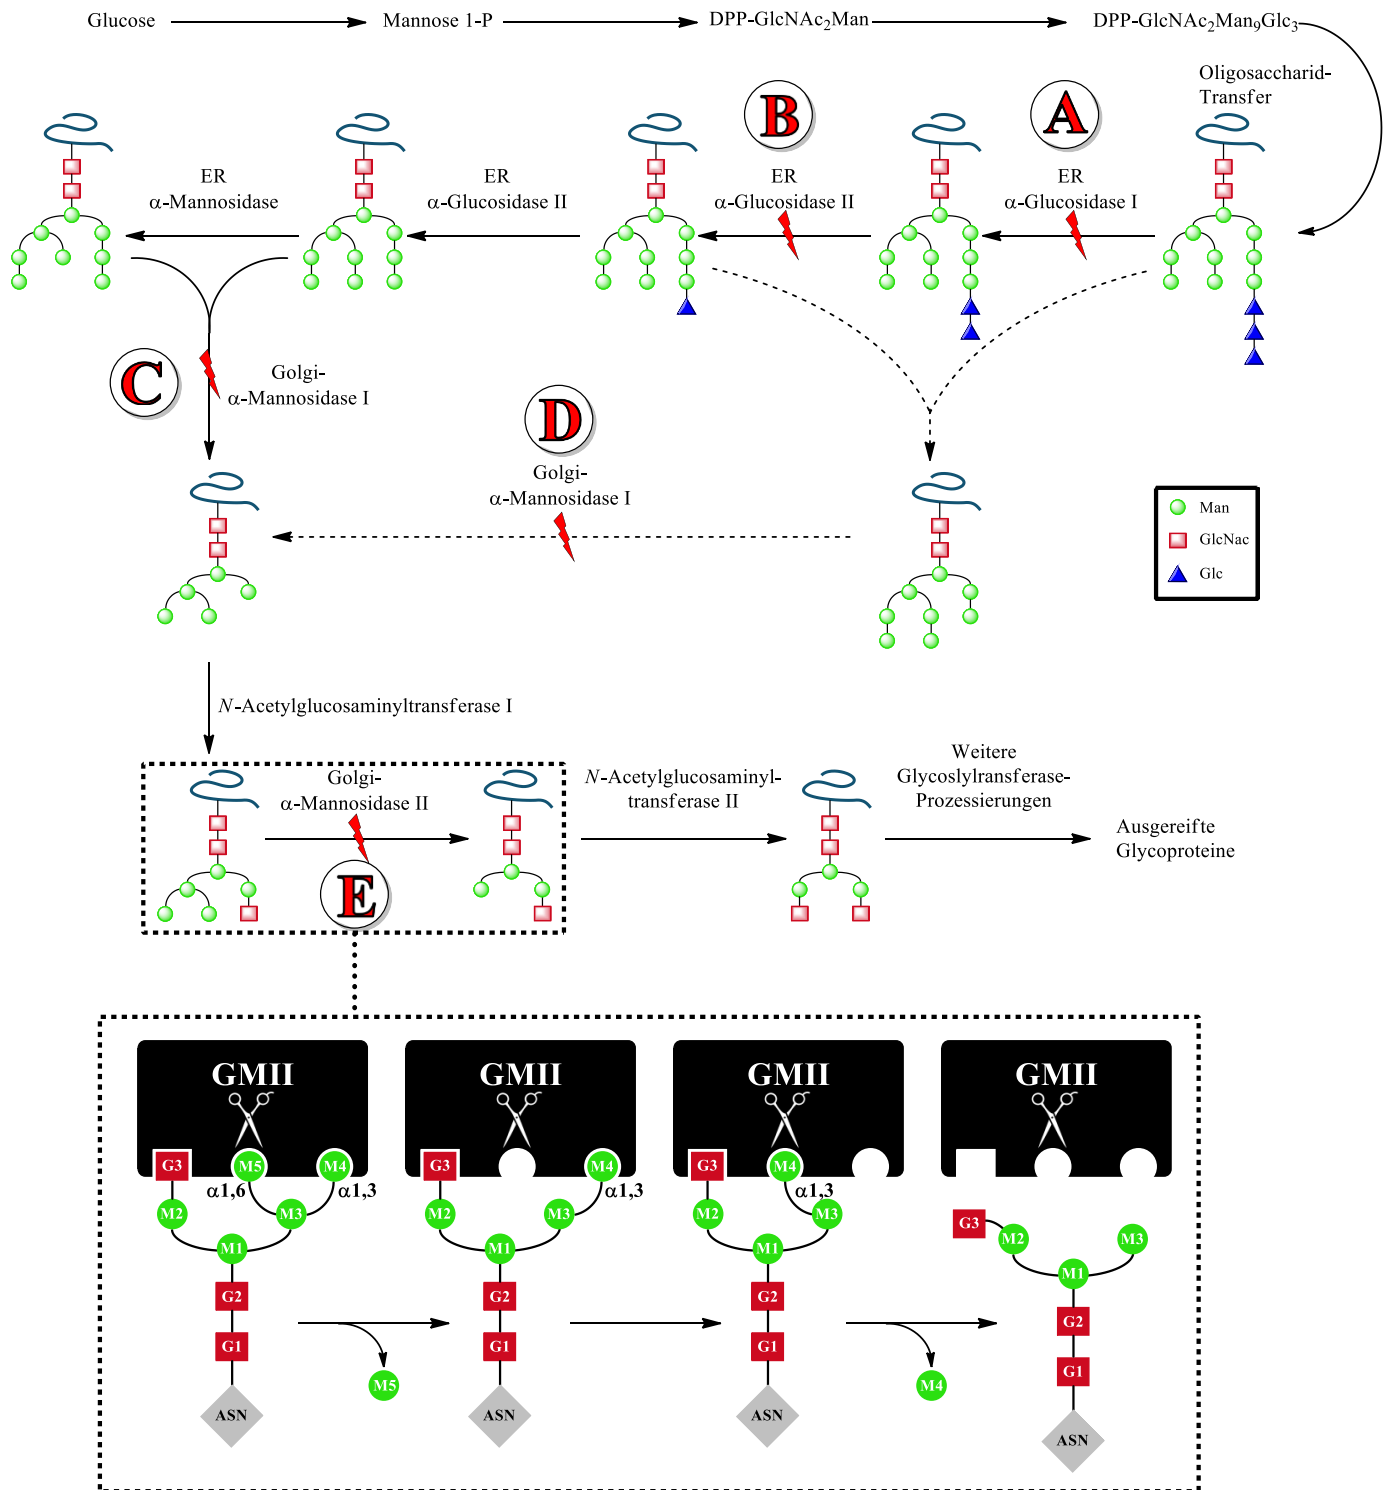 Glucose
Mannose 1-P
DPP-GlcNAc₂Man
DPP-GlcNAc₂Man₉Glc₃
Oligosaccharid-
Transfer
B
A
ER
α-Mannosidase
ER
α-Glucosidase II
ER
α-Glucosidase II
ER
α-Glucosidase I
C
Golgi-
α-Mannosidase I
D
Golgi-
α-Mannosidase I
Man
GlcNac
Glc
N-Acetylglucosaminyltransferase I
Golgi-
α-Mannosidase II
E
N-Acetylglucosaminyl-
transferase II
Weitere
Glycoslyltransferase-
Prozessierungen
Ausgereifte
Glycoproteine
GMII
G3
M5
M4
α1,6
α1,3
M2
M3
M1
G2
G1
ASN
M5
GMII
G3
M4
α1,3
M2
M3
M1
G2
G1
ASN
GMII
G3
M4
α1,3
M2
M3
M1
G2
G1
ASN
M4
GMII
G3
M2
M3
M1
G2
G1
ASN